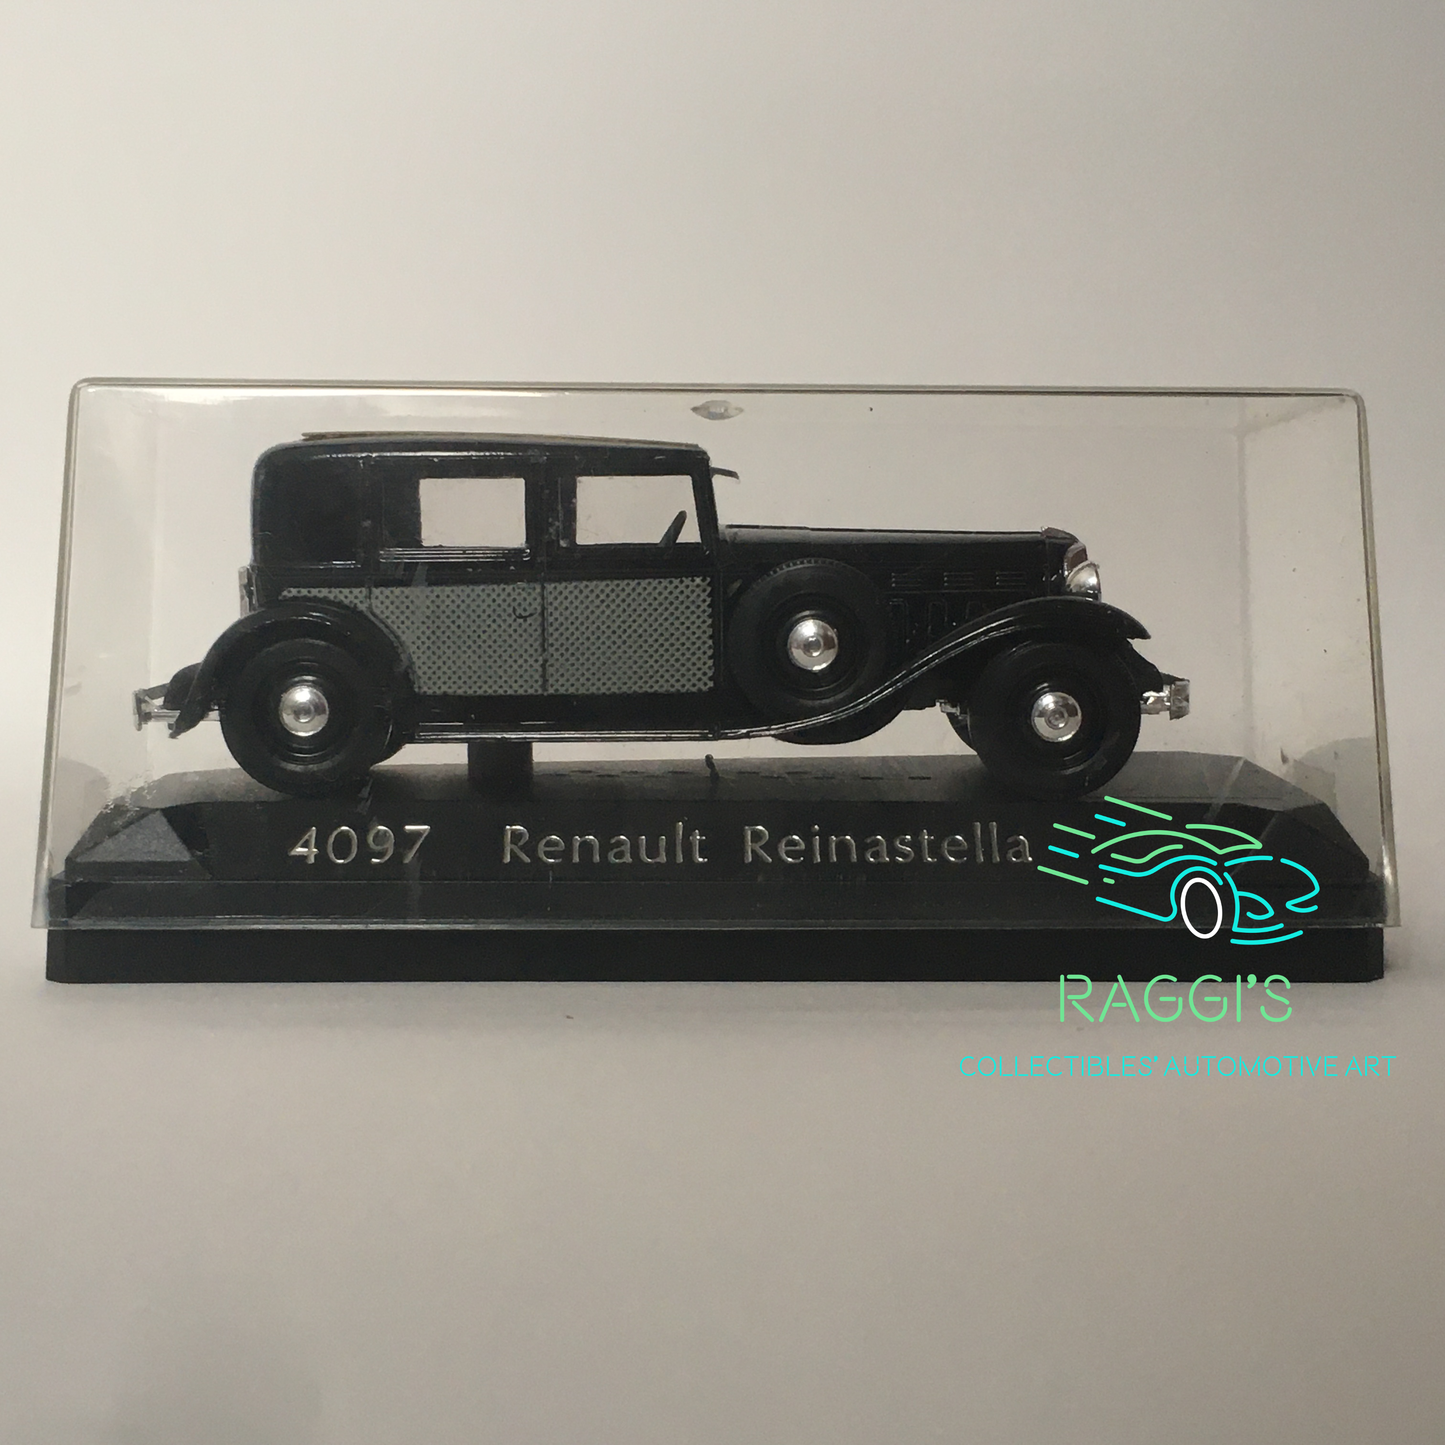 4097 Renault Reinastella
RAGGI'S
COLLECTIBLES' AUTOMOTIVE ART